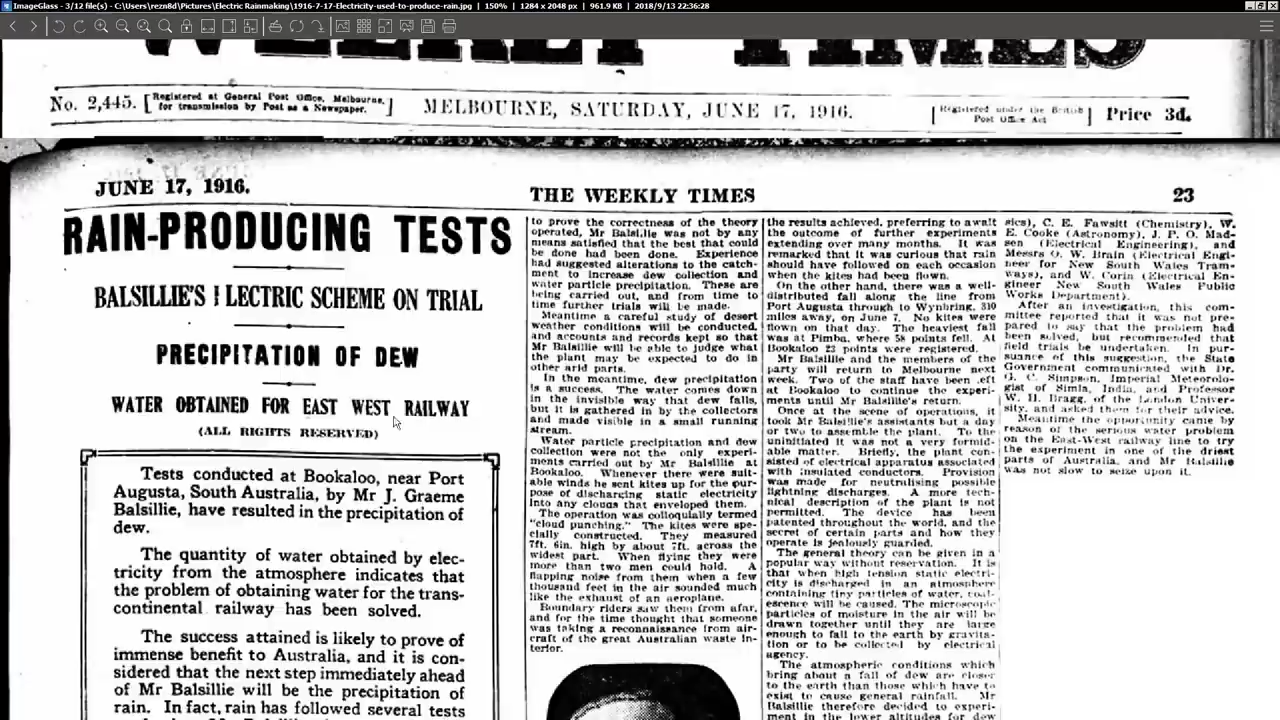 ImageGlass - 3/12 file(s) - C:\Users\rezn8d\Pictures\Electric Rainmaking\1916-7-17-Electricity-used-to-produce-rain.jpg | 150% | 1284 x 2048 px | 961.9 KB | 2018/9/13 22:36:28
WEEKLY TIMES
No. 2,445. [Registered at General Post Office, Melbourne, for transmission by Post as a Newspaper.] MELBOURNE, SATURDAY, JUNE 17, 1916. [Registered under the British Post Office Act Price 3d.
JUNE 17, 1916. THE WEEKLY TIMES 23
RAIN-PRODUCING TESTS
BALSILLIE'S LECTRIC SCHEME ON TRIAL
PRECIPITATION OF DEW
WATER OBTAINED FOR EAST WEST RAILWAY
(ALL RIGHTS RESERVED)
Tests conducted at Bookaloo, near Port
Augusta, South Australia, by Mr J. Graeme
Balsillie, have resulted in the precipitation of
dew.
The quantity of water obtained by elec-
tricity from the atmosphere indicates that
the problem of obtaining water for the trans-
continental railway has been solved.
The success attained is likely to prove of
immense benefit to Australia, and it is con-
sidered that the next step immediately ahead
of Mr Balsillie will be the precipitation of
rain. In fact, rain has followed several tests
to prove the correctness of the theory
operated, Mr Balsillie was not by any
means satisfied that the best that could
be done had been done. Experience
had suggested alterations to the catch-
ment to increase dew collection and
water particle precipitation. These are
being carried out, and from time to
time further trials will be made.
Meantime a careful study of desert
weather conditions will be conducted,
and accounts and records kept so that
Mr Balsillie will be able to judge what
the plant may be expected to do in
other arid parts.
In the meantime, dew precipitation
is a success. The water comes down
in the invisible way that dew falls,
but it is gathered in by the collectors
and made visible in a small running
stream.
Water particle precipitation and dew
collection were not the only experi-
ments carried out by Mr Balsillie at
Bookaloo. Whenever there were suit-
able winds he sent kites up for the pur-
pose of discharging static electricity
into any clouds that enveloped them.
The operation was colloquially termed
"cloud punching." The kites were spe-
cially constructed. They measured
7ft. 6in. high by about 7ft. across the
widest part. When flying they were
more than two men could hold. A
flapping noise from them when a few
thousand feet in the air sounded much
like the exhaust of an aeroplane.
Boundary riders saw them from afar,
and for the time thought that someone
was taking a reconnaissance from air-
craft of the great Australian waste in-
terior.
the results achieved, preferring to await
the outcome of further experiments
extending over many months. It was
remarked that it was curious that rain
should have followed on each occasion
when the kites had been flown.
On the other hand, there was a well-
distributed fall along the line from
Port Augusta through to Wynbring, 310
miles away, on June 7. No kites were
flown on that day. The heaviest fall
was at Pimba, where 58 points fell. At
Bookaloo 23 points were registered.
Mr Balsillie and the members of the
party will return to Melbourne next
week. Two of the staff have been left
at Bookaloo to continue the experi-
ments until Mr Balsillie's return.
Once at the scene of operations, it
took Mr Balsillie's assistants but a day
or two to assemble the plant. To the
uninitiated it was not a very formid-
able matter. Briefly, the plant con-
sisted of electrical apparatus associated
with insulated conductors. Provision
was made for neutralising possible
lightning discharges. A more tech-
nical description of the plant is not
permitted. The device has been
patented throughout the world, and the
secret of certain parts and how they
operate is jealously guarded.
The general theory can be given in a
popular way without reservation. It is
that when high tension static electri-
city is discharged in an atmosphere
containing tiny particles of water, coal-
escence will be caused. The microscopic
particles of moisture in the air will be
drawn together until they are large
enough to fall to the earth by gravita-
tion or to be collected by electrical
agency.
The atmospheric conditions which
bring about a fall of dew are closer
to the earth than those which have to
exist to cause general rainfall. Mr
Balsillie therefore decided to experi-
ment in the lower altitudes for dew
sics), C. E. Fawsitt (Chemistry), W.
E. Cooke (Astronomy), J. P. O. Mad-
sen (Electrical Engineering), and
Messrs O. W. Brain (Electrical Engi-
neer for New South Wales Tram-
ways), and W. Corin (Electrical En-
gineer New South Wales Public
Works Department).
After an investigation, this com-
mittee reported that it was not pre-
pared to say that the problem had
been solved, but recommended that
field trials be undertaken. In pur-
suance of this suggestion, the State
Government communicated with Dr.
G. C. Simpson, Imperial Meteorolo-
gist of Simla, India, and Professor
W. H. Bragg, of the London Univer-
sity, and asked them for their advice.
Meantime the opportunity came by
reason of the serious water problem
on the East-West railway line to try
the experiment in one of the driest
parts of Australia, and Mr Balsillie
was not slow to seize upon it.